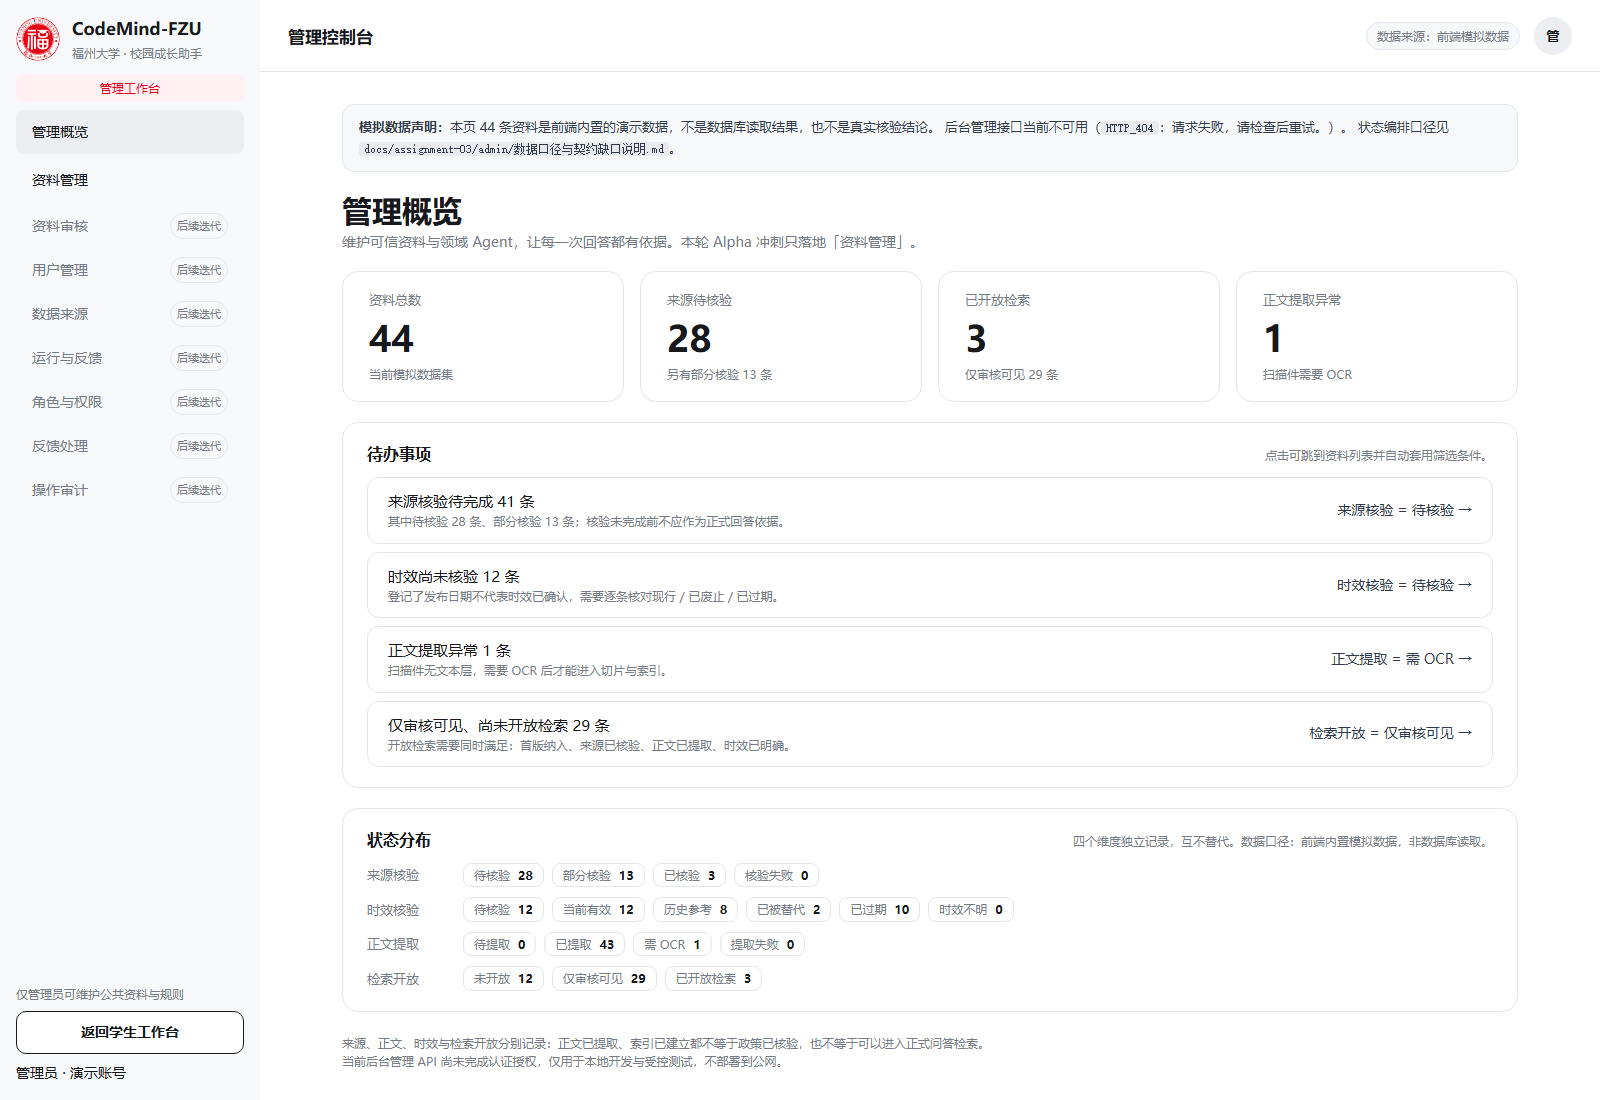 CodeMind-FZU
福州大学 · 校园成长助手
管理工作台
管理概览
资料管理
资料审核 后续迭代
用户管理 后续迭代
数据来源 后续迭代
运行与反馈 后续迭代
角色与权限 后续迭代
反馈处理 后续迭代
操作审计 后续迭代
仅管理员可维护公共资料与规则
返回学生工作台
管理员 · 演示账号
管理控制台
数据来源：前端模拟数据
管
模拟数据声明：本页 44 条资料是前端内置的演示数据，不是数据库读取结果，也不是真实核验结论。 后台管理接口当前不可用（ HTTP_404 ：请求失败，请检查后重试。）。 状态编排口径见
docs/assignment-03/admin/数据口径与契约缺口说明.md 。
管理概览
维护可信资料与领域 Agent，让每一次回答都有依据。本轮 Alpha 冲刺只落地「资料管理」。
资料总数
44
当前模拟数据集
来源待核验
28
另有部分核验 13 条
已开放检索
3
仅审核可见 29 条
正文提取异常
1
扫描件需要 OCR
待办事项
点击可跳到资料列表并自动套用筛选条件。
来源核验待完成 41 条
其中待核验 28 条、部分核验 13 条；核验未完成前不应作为正式回答依据。
来源核验 = 待核验 →
时效尚未核验 12 条
登记了发布日期不代表时效已确认，需要逐条核对现行 / 已废止 / 已过期。
时效核验 = 待核验 →
正文提取异常 1 条
扫描件无文本层，需要 OCR 后才能进入切片与索引。
正文提取 = 需 OCR →
仅审核可见、尚未开放检索 29 条
开放检索需要同时满足：首版纳入、来源已核验、正文已提取、时效已明确。
检索开放 = 仅审核可见 →
状态分布
四个维度独立记录，互不替代。数据口径：前端内置模拟数据，非数据库读取。
来源核验 待核验 28 部分核验 13 已核验 3 核验失败 0
时效核验 待核验 12 当前有效 12 历史参考 8 已被替代 2 已过期 10 时效不明 0
正文提取 待提取 0 已提取 43 需 OCR 1 提取失败 0
检索开放 未开放 12 仅审核可见 29 已开放检索 3
来源、正文、时效与检索开放分别记录：正文已提取、索引已建立都不等于政策已核验，也不等于可以进入正式问答检索。
当前后台管理 API 尚未完成认证授权，仅用于本地开发与受控测试，不部署到公网。